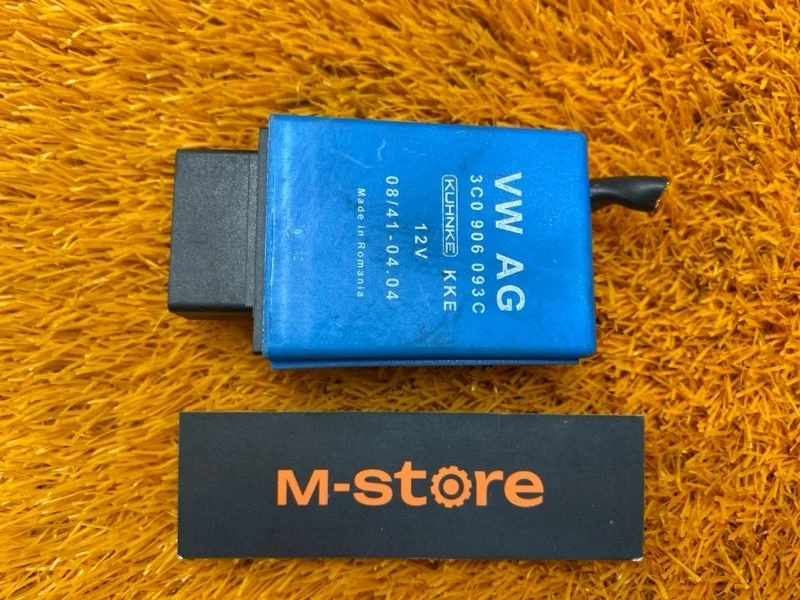 VW AG
3C0 906 093C
KUHNKE KKE
12V
08/41-04.04
Made in Romania
M-store